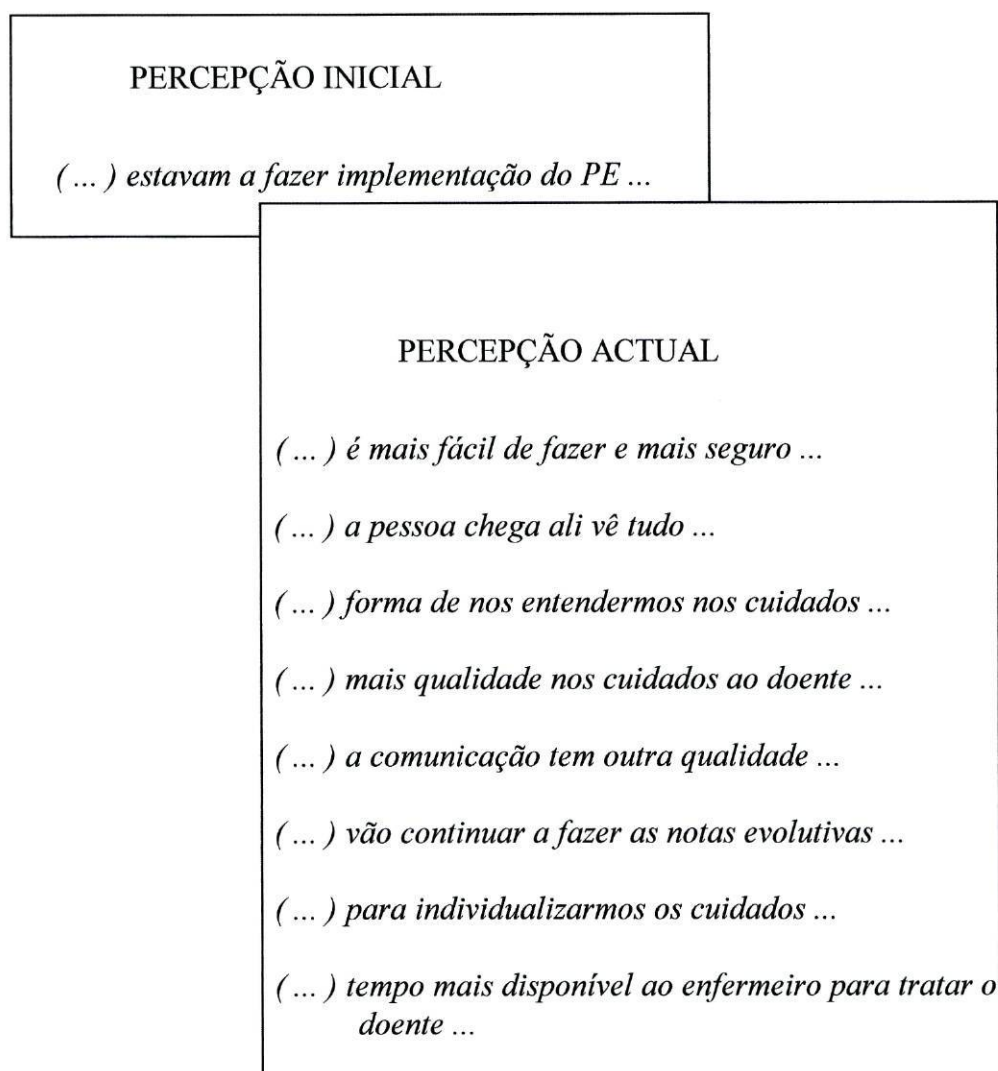 PERCEPÇÃO INICIAL
( ... ) estavam a fazer implementação do PE ...
PERCEPÇÃO ACTUAL
( ... ) é mais fácil de fazer e mais seguro ...
( ... ) a pessoa chega ali vê tudo ...
( ... ) forma de nos entendermos nos cuidados ...
( ... ) mais qualidade nos cuidados ao doente ...
( ... ) a comunicação tem outra qualidade ...
( ... ) vão continuar a fazer as notas evolutivas ...
( ... ) para individualizarmos os cuidados ...
( ... ) tempo mais disponível ao enfermeiro para tratar o
doente ...